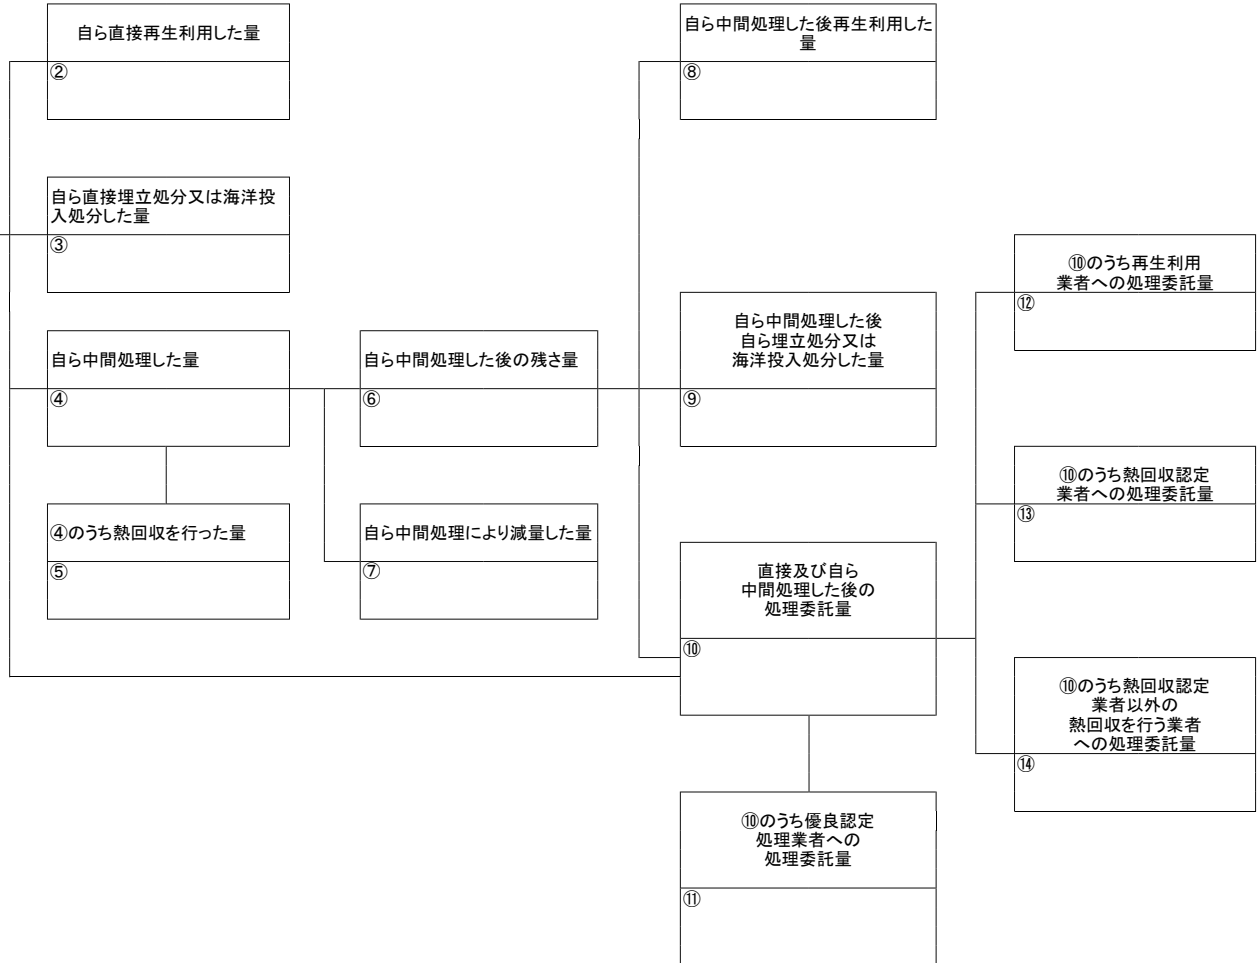 自ら直接再生利用した量
②
自ら中間処理した後再生利用した
量
⑧
自ら直接埋立処分又は海洋投
入処分した量
③
⑩のうち再生利用
業者への処理委託量
⑫
自ら中間処理した量
④
自ら中間処理した後の残さ量
⑥
自ら中間処理した後
自ら埋立処分又は
海洋投入処分した量
⑨
⑩のうち熱回収認定
業者への処理委託量
⑬
④のうち熱回収を行った量
⑤
自ら中間処理により減量した量
⑦
直接及び自ら
中間処理した後の
処理委託量
⑩
⑩のうち熱回収認定
業者以外の
熱回収を行う業者
への処理委託量
⑭
⑩のうち優良認定
処理業者への
処理委託量
⑪